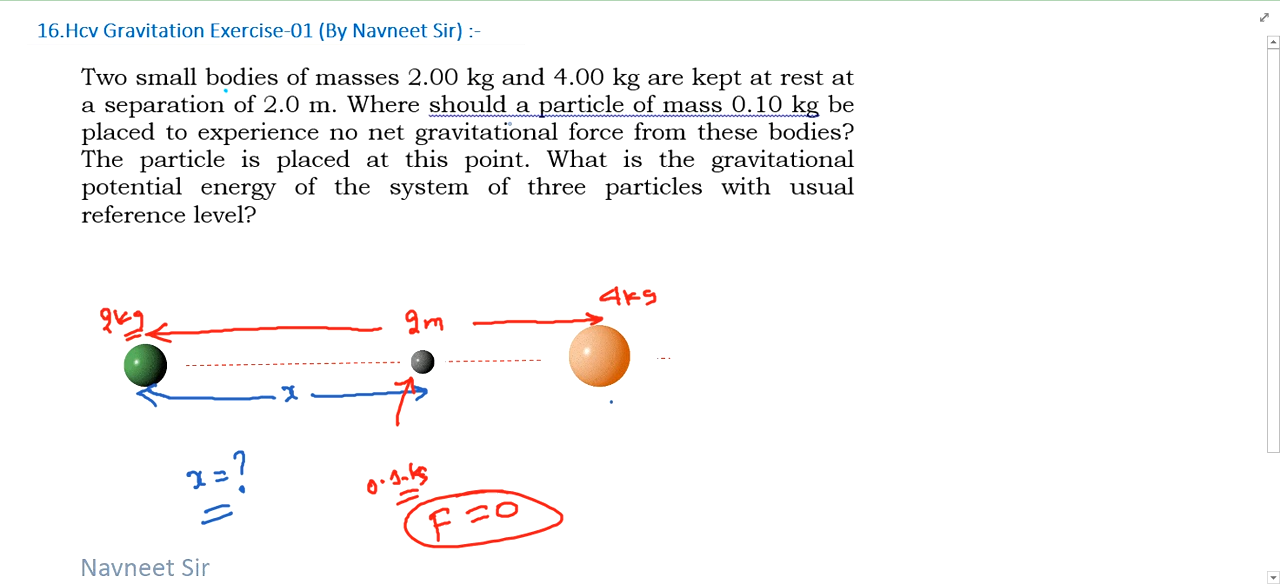 16.Hcv Gravitation Exercise-01 (By Navneet Sir) :-
Two small bodies of masses 2.00 kg and 4.00 kg are kept at rest at
a separation of 2.0 m. Where should a particle of mass 0.10 kg be
placed to experience no net gravitational force from these bodies?
The particle is placed at this point. What is the gravitational
potential energy of the system of three particles with usual
reference level?
2kg 2m 4kg
x
x = ?
0.1kg
F = 0
Navneet Sir